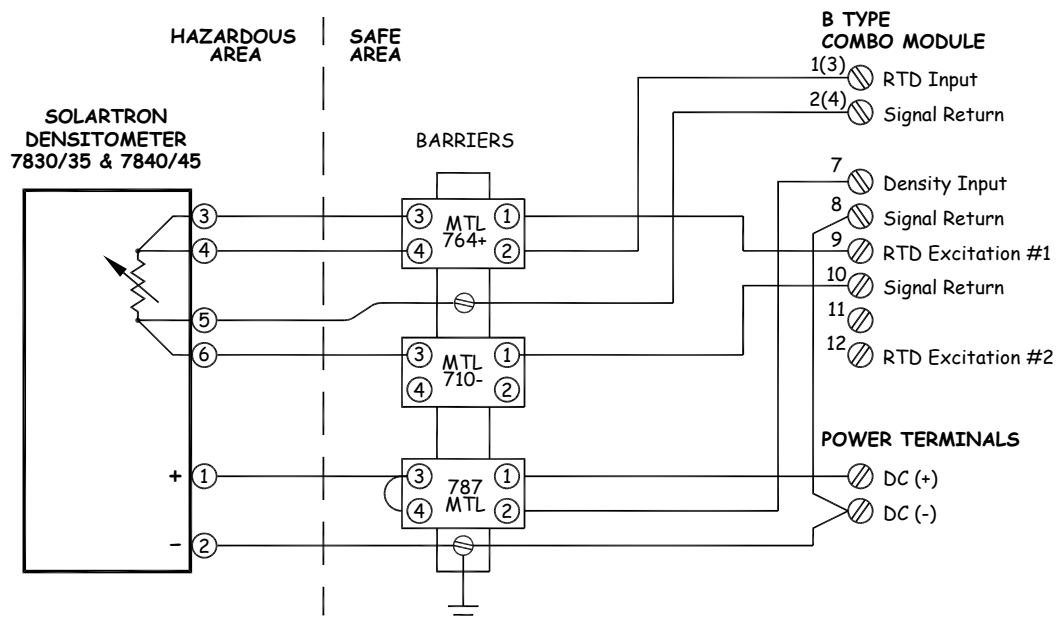 HAZARDOUS
AREA
SAFE
AREA
B TYPE
COMBO MODULE
SOLARTRON
DENSITOMETER
7830/35 & 7840/45
BARRIERS
1(3) RTD Input
2(4) Signal Return
7 Density Input
8 Signal Return
9 RTD Excitation #1
10 Signal Return
11
12 RTD Excitation #2
3
4
5
6
+ 1
- 2
3 MTL 1
4 764+ 2
3 MTL 1
4 710- 2
3 787 1
4 MTL 2
POWER TERMINALS
DC (+)
DC (-)